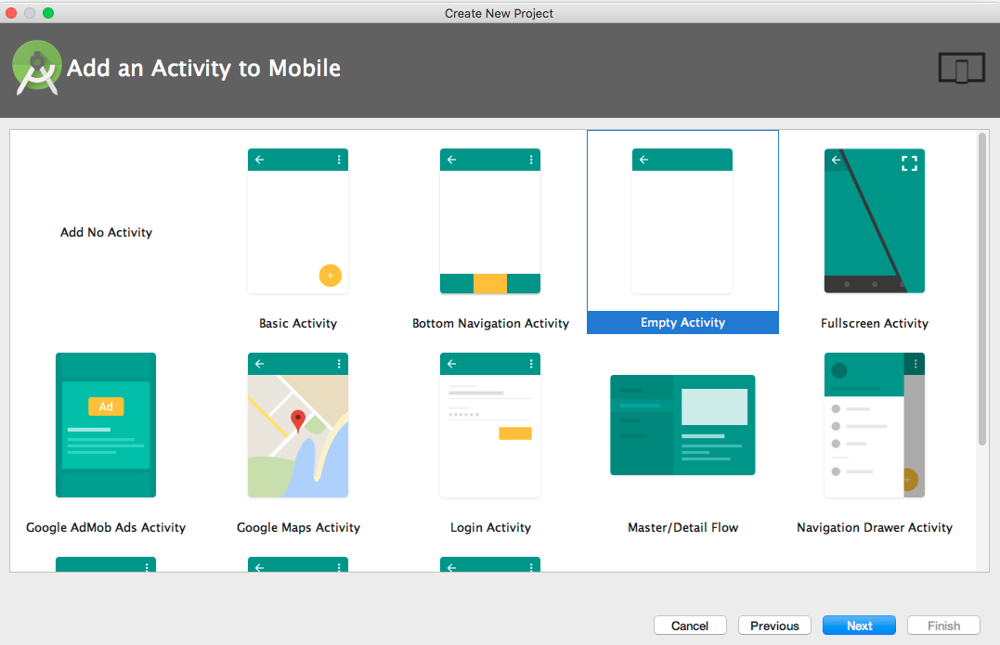 Create New Project
Add an Activity to Mobile
Add No Activity
Basic Activity
Bottom Navigation Activity
Empty Activity
Fullscreen Activity
Ad
Google AdMob Ads Activity
Google Maps Activity
Login Activity
Master/Detail Flow
Navigation Drawer Activity
Cancel
Previous
Next
Finish